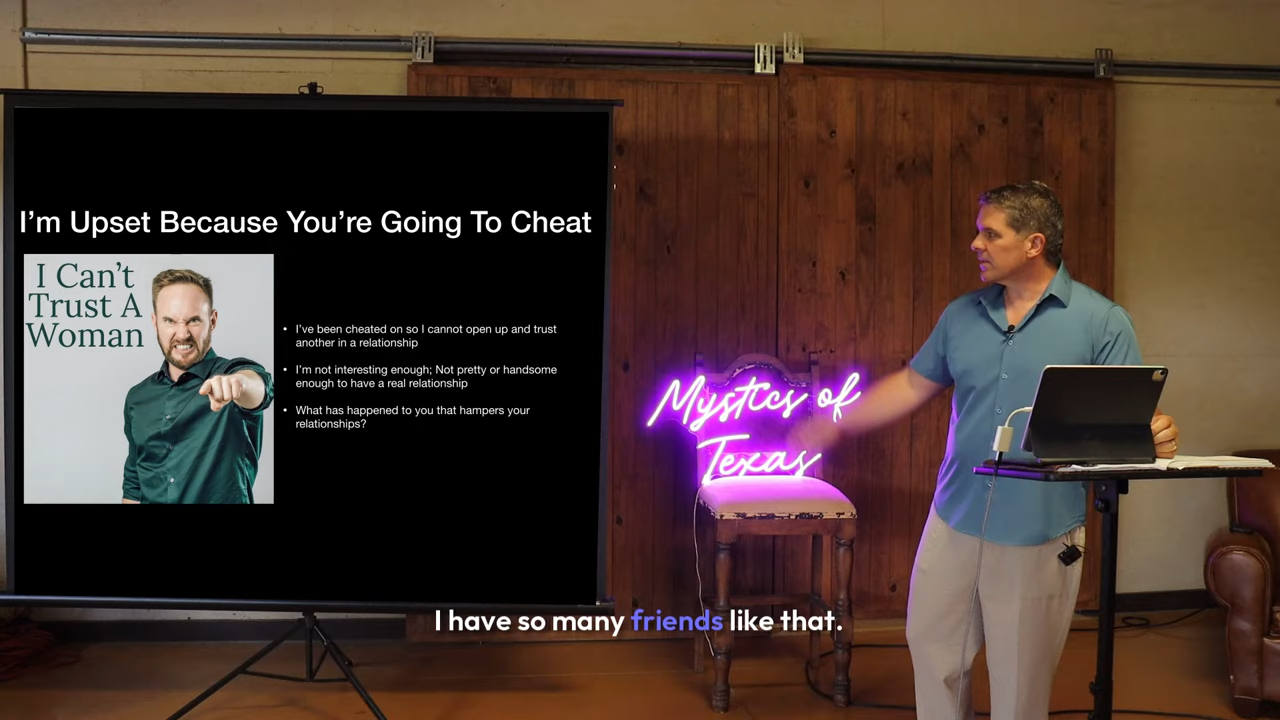 I'm Upset Because You're Going To Cheat
I Can't
Trust A
Woman
• I've been cheated on so I cannot open up and trust
another in a relationship
• I'm not interesting enough; Not pretty or handsome
enough to have a real relationship
• What has happened to you that hampers your
relationships?
Mystics of
Texas
I have so many friends like that.